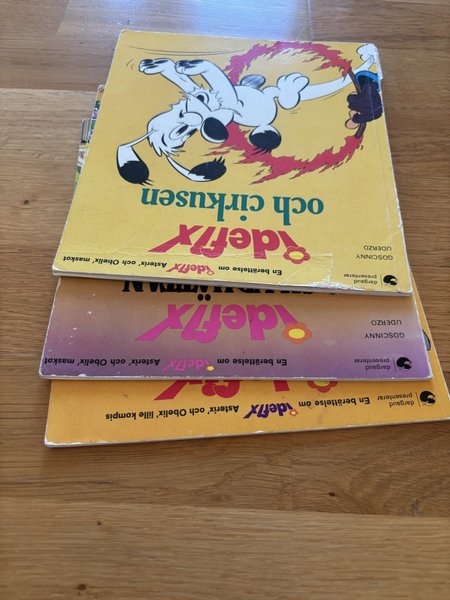 dargaud
presenterar
En berättelse om idefix Asterix' och Obelix' maskot
GOSCINNY
UDERZO
idefix
och cirkusen
dargaud
presenterar
En berättelse om idefix Asterix' och Obelix' maskot
GOSCINNY
UDERZO
idefix
dargaud
presenterar
En berättelse om idefix Asterix' och Obelix' lille kompis